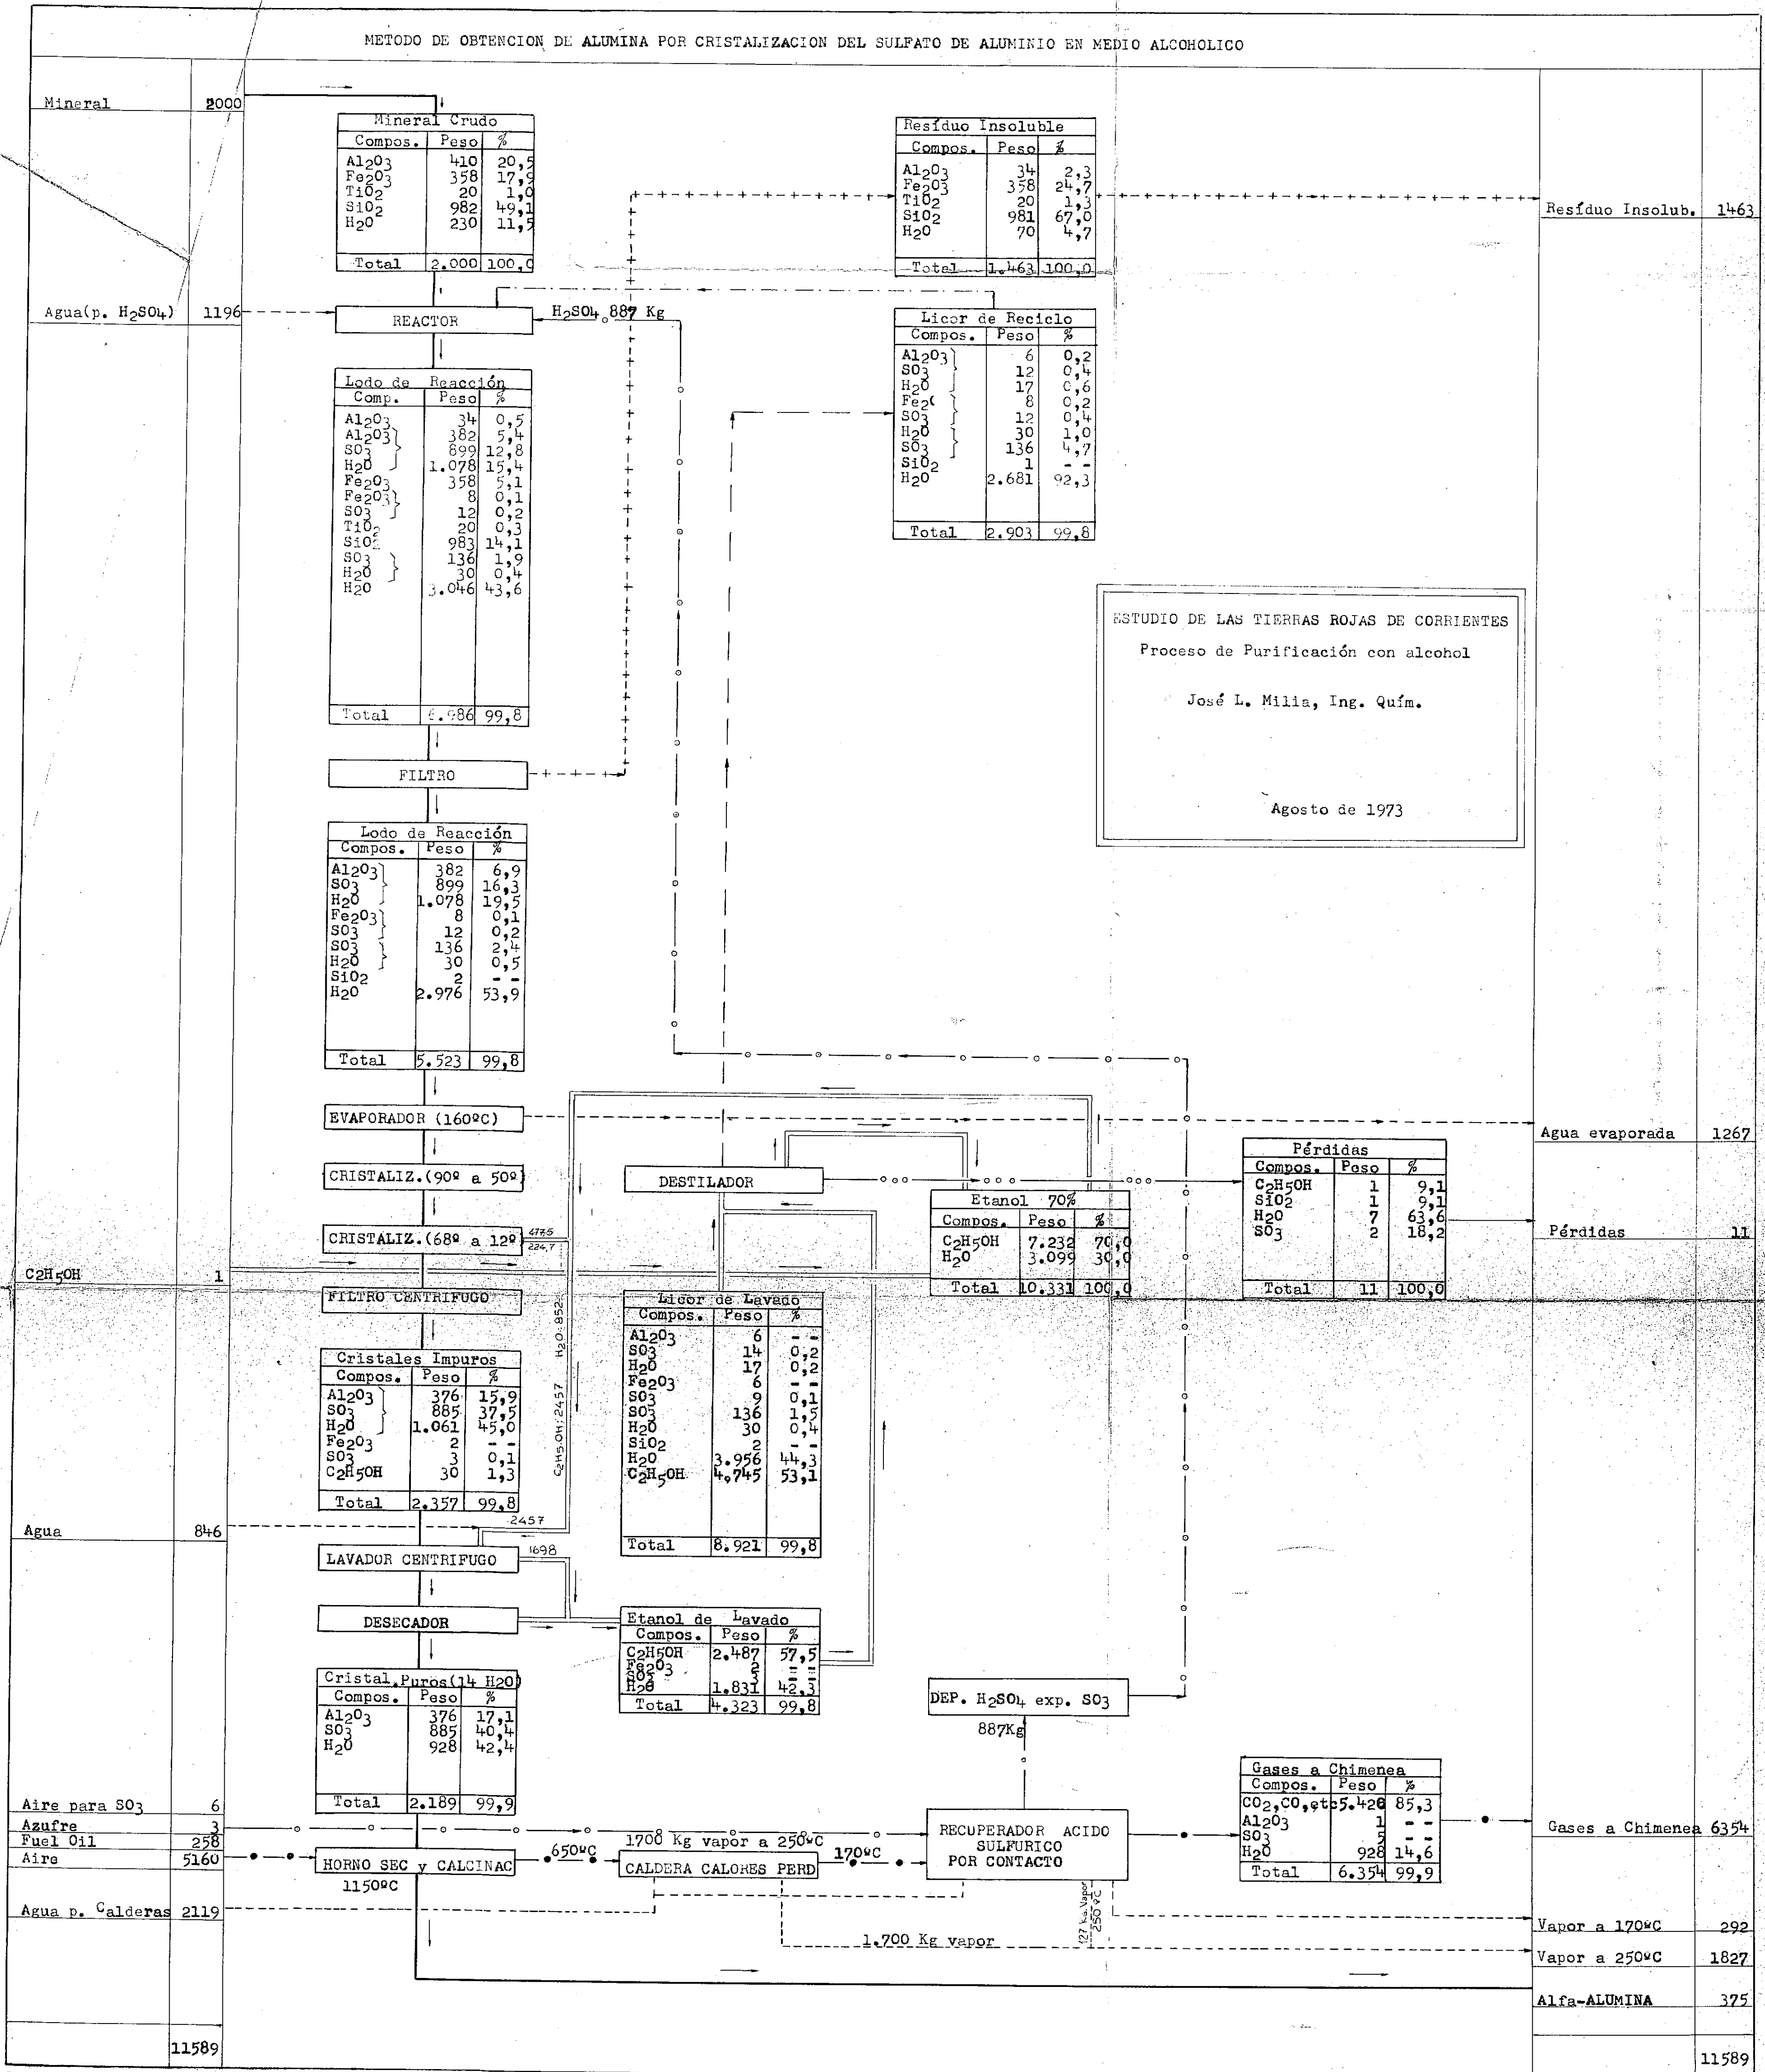 METODO DE OBTENCION DE ALUMINA POR CRISTALIZACION DEL SULFATO DE ALUMINIO EN MEDIO ALCOHOLICO
Mineral 2000
Agua(p. H2SO4) 1196
C2H5OH 1
Agua 846
Aire para SO3 6
Azufre 3
Fuel Oil 258
Aire 5160
Agua p. Calderas 2119
11589
Mineral Crudo
Compos. Peso %
Al2O3 410 20,5
Fe2O3 358 17,9
TiO2 20 1,0
SiO2 982 49,1
H2O 230 11,5
Total 2.000 100,0
REACTOR
H2SO4 887 Kg
Lodo de Reacción
Comp. Peso %
Al2O3 34 0,5
Al2O3 382 5,4
SO3 899 12,8
H2O 1.078 15,4
Fe2O3 358 5,1
Fe2O3 8 0,1
SO3 12 0,2
TiO2 20 0,3
SiO2 983 14,1
SO3 136 1,9
H2O 30 0,4
H2O 3.046 43,6
Total 6.986 99,8
FILTRO
Lodo de Reacción
Compos. Peso %
Al2O3 382 6,9
SO3 899 16,3
H2O 1.078 19,5
Fe2O3 8 0,1
SO3 12 0,2
SO3 136 2,4
H2O 30 0,5
SiO2 2 - -
H2O 2.976 53,9
Total 5.523 99,8
EVAPORADOR (160ºC)
CRISTALIZ.(90º a 50º)
CRISTALIZ.(68º a 12º)
4775
224,7
FILTRO CENTRIFUGO
C2H5OH: 2457 H2O: 852
Cristales Impuros
Compos. Peso %
Al2O3 376 15,9
SO3 885 37,5
H2O 1.061 45,0
Fe2O3 2 - -
SO3 3 0,1
C2H5OH 30 1,3
Total 2.357 99,8
2457
LAVADOR CENTRIFUGO
1698
DESECADOR
Cristal.Puros(14 H2O)
Compos. Peso %
Al2O3 376 17,1
SO3 885 40,4
H2O 928 42,4
Total 2.189 99,9
HORNO SEC y CALCINAC
1150ºC
650ºC
1700 Kg vapor a 250ºC
CALDERA CALORES PERD
170ºC
1.700 Kg vapor
Resíduo Insoluble
Compos. Peso %
Al2O3 34 2,3
Fe2O3 358 24,7
TiO2 20 1,3
SiO2 981 67,0
H2O 70 4,7
Total 1.463 100,0
Licor de Reciclo
Compos. Peso %
Al2O3 6 0,2
SO3 12 0,4
H2O 17 0,6
Fe2( 8 0,2
SO3 12 0,4
H2O 30 1,0
SO3 136 4,7
SiO2 1 - -
H2O 2.681 92,3
Total 2.903 99,8
ESTUDIO DE LAS TIERRAS ROJAS DE CORRIENTES
Proceso de Purificación con alcohol
José L. Milia, Ing. Quím.
Agosto de 1973
DESTILADOR
Etanol 70%
Compos. Peso %
C2H5OH 7.232 70,0
H2O 3.099 30,0
Total 10.331 100,0
Pérdidas
Compos. Peso %
C2H5OH 1 9,1
SiO2 1 9,1
H2O 7 63,6
SO3 2 18,2
Total 11 100,0
Licor de Lavado
Compos. Peso %
Al2O3 6 - -
SO3 14 0,2
H2O 17 0,2
Fe2O3 6 - -
SO3 9 0,1
SO3 136 1,5
H2O 30 0,4
SiO2 2 - -
H2O 3.956 44,3
C2H5OH 4,745 53,1
Total 8.921 99,8
Etanol de Lavado
Compos. Peso %
C2H5OH 2.487 57,5
Fe2O3 2 - -
SO3 3 - -
H2O 1.831 42,3
Total 4.323 99,8
DEP. H2SO4 exp. SO3
887Kg
RECUPERADOR ACIDO
SULFURICO
POR CONTACTO
127 Kg Vapor
250ºC
Gases a Chimenea
Compos. Peso %
CO2,CO,etc 5.420 85,3
Al2O3 1 - -
SO3 5 - -
H2O 928 14,6
Total 6.354 99,9
Resíduo Insolub. 1463
Agua evaporada 1267
Pérdidas 11
Gases a Chimenea 6354
Vapor a 170ºC 292
Vapor a 250ºC 1827
Alfa-ALUMINA 375
11589